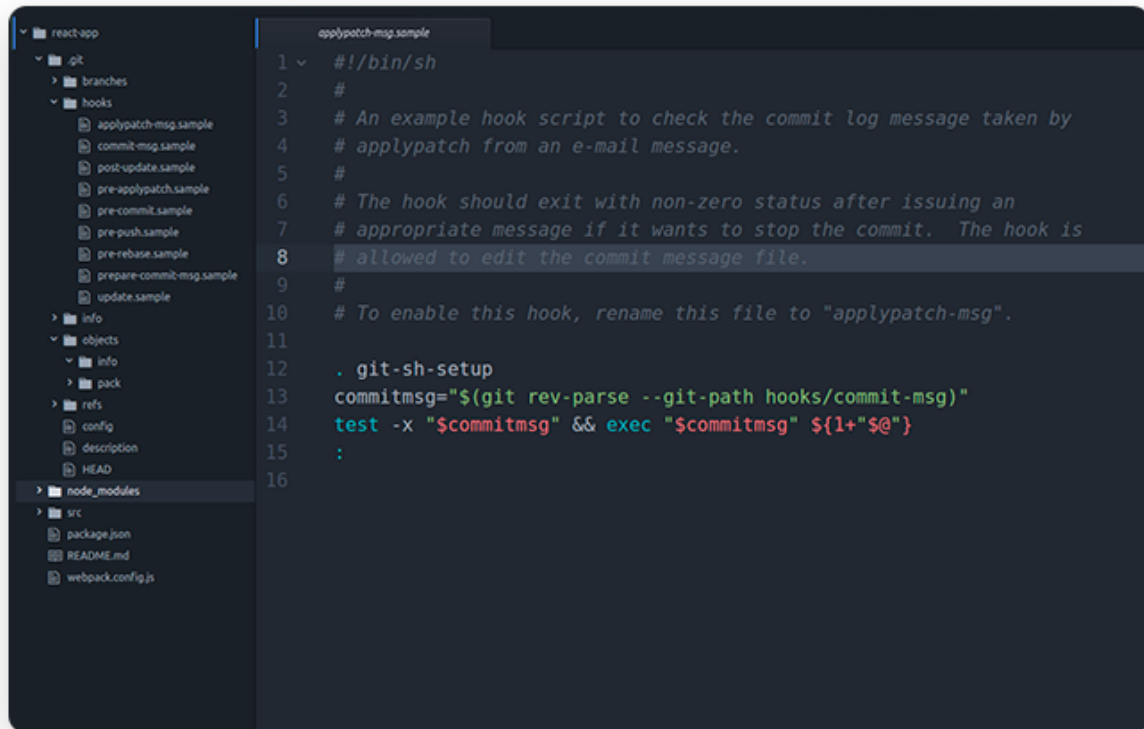 react-app
.git
branches
hooks
applypatch-msg.sample
commit-msg.sample
post-update.sample
pre-applypatch.sample
pre-commit.sample
pre-push.sample
pre-rebase.sample
prepare-commit-msg.sample
update.sample
info
objects
info
pack
refs
config
description
HEAD
node_modules
src
package.json
README.md
webpack.config.js
applypatch-msg.sample
1 #!/bin/sh
2 #
3 # An example hook script to check the commit log message taken by
4 # applypatch from an e-mail message.
5 #
6 # The hook should exit with non-zero status after issuing an
7 # appropriate message if it wants to stop the commit.  The hook is
8 # allowed to edit the commit message file.
9 #
10 # To enable this hook, rename this file to "applypatch-msg".
11
12 . git-sh-setup
13 commitmsg="$(git rev-parse --git-path hooks/commit-msg)"
14 test -x "$commitmsg" && exec "$commitmsg" ${1+"$@"}
15 :
16